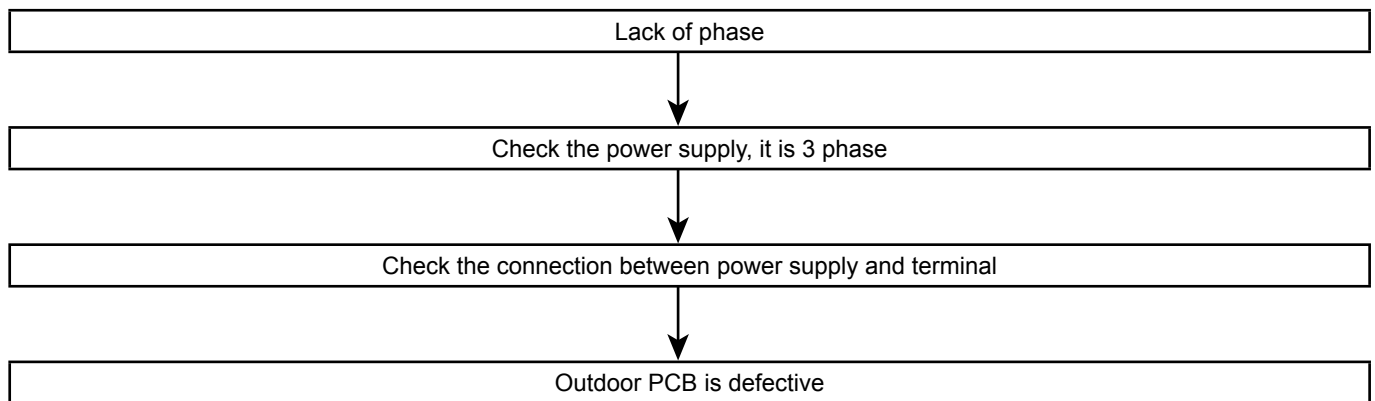 Lack of phase
Check the power supply, it is 3 phase
Check the connection between power supply and terminal
Outdoor PCB is defective